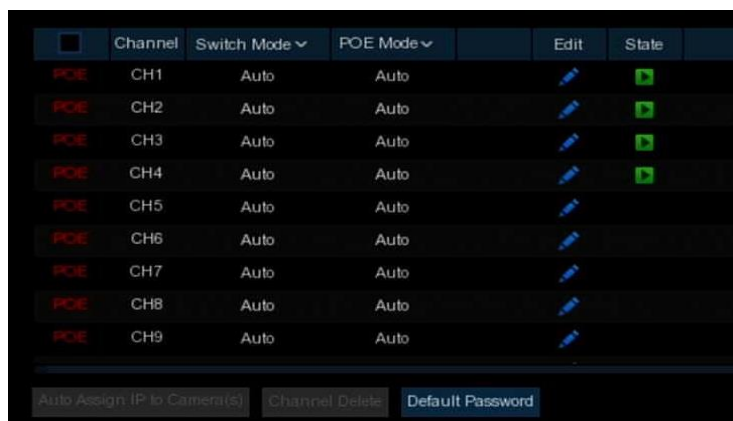 Channel Switch Mode POE Mode Edit State
POE CH1 Auto Auto
POE CH2 Auto Auto
POE CH3 Auto Auto
POE CH4 Auto Auto
POE CH5 Auto Auto
POE CH6 Auto Auto
POE CH7 Auto Auto
POE CH8 Auto Auto
POE CH9 Auto Auto
Auto Assign IP to Camera(s) Channel Delete Default Password